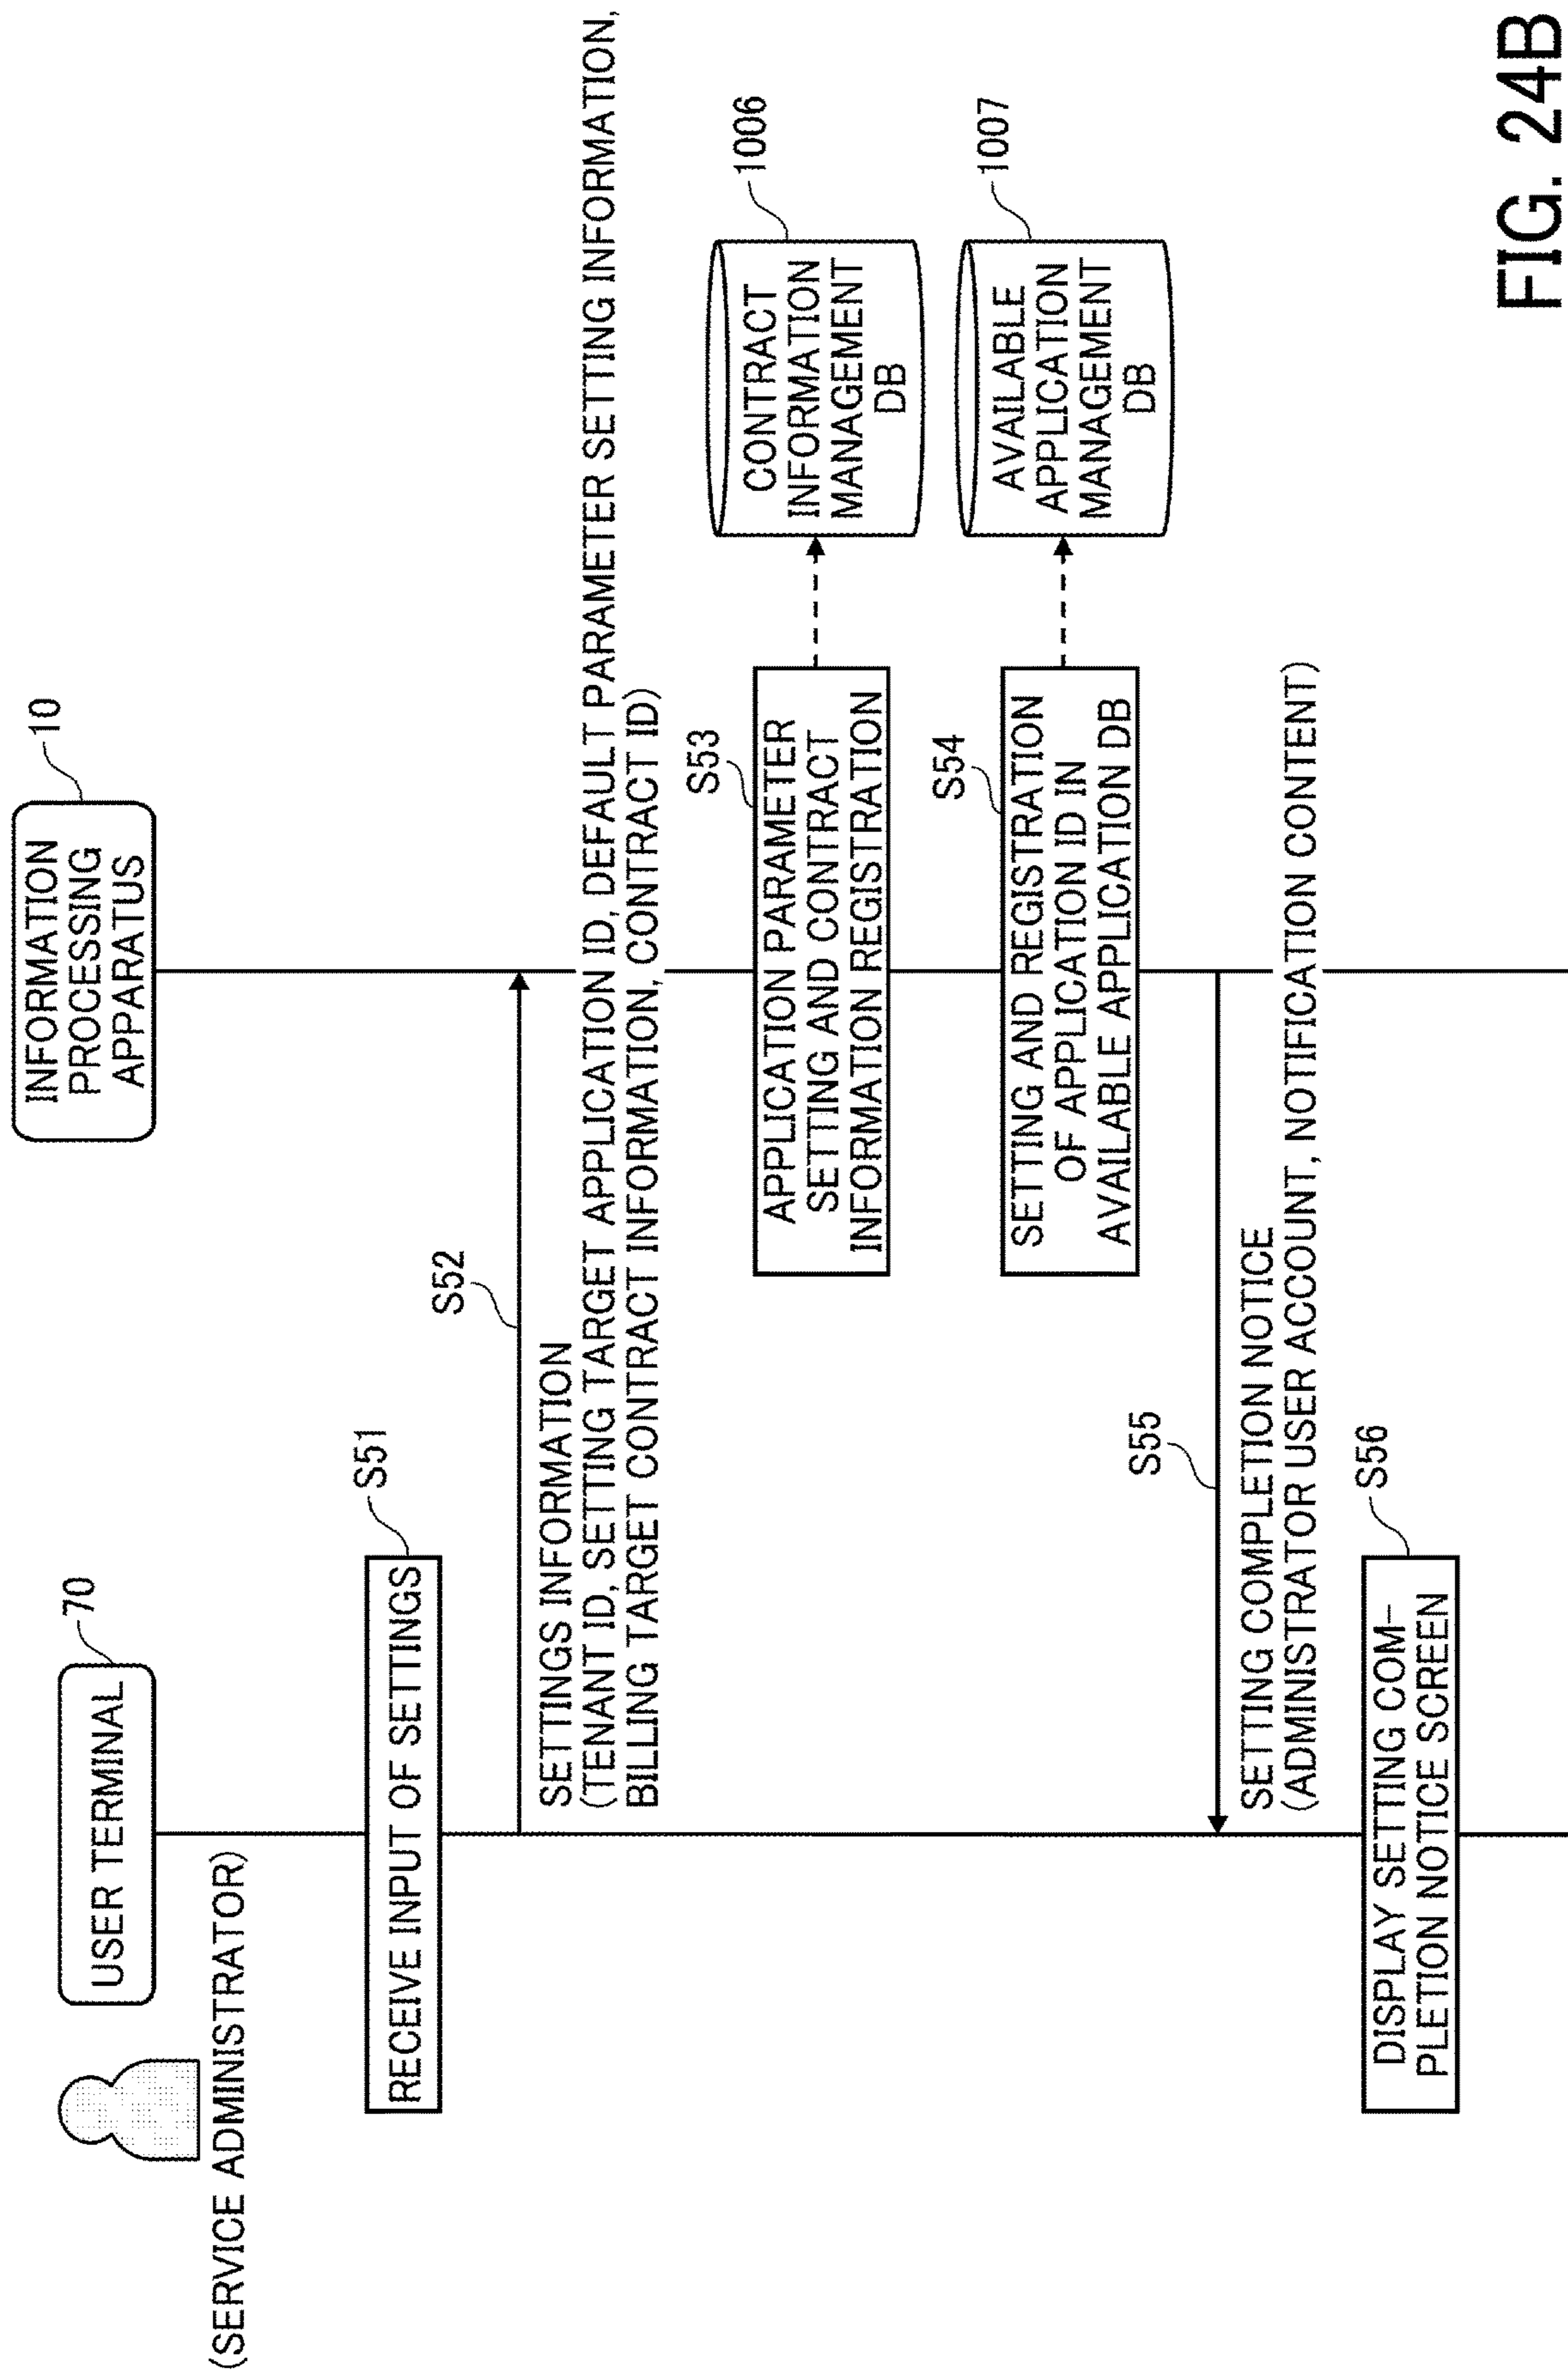 (SERVICE ADMINISTRATOR)
USER TERMINAL
70
INFORMATION
PROCESSING
APPARATUS
10
RECEIVE INPUT OF SETTINGS
S51
S52
SETTINGS INFORMATION
(TENANT ID, SETTING TARGET APPLICATION ID, DEFAULT PARAMETER SETTING INFORMATION,
BILLING TARGET CONTRACT INFORMATION, CONTRACT ID)
S53
APPLICATION PARAMETER
SETTING AND CONTRACT
INFORMATION REGISTRATION
CONTRACT
INFORMATION
MANAGEMENT
DB
1006
S54
SETTING AND REGISTRATION
OF APPLICATION ID IN
AVAILABLE APPLICATION DB
AVAILABLE
APPLICATION
MANAGEMENT
DB
1007
S55
SETTING COMPLETION NOTICE
(ADMINISTRATOR USER ACCOUNT, NOTIFICATION CONTENT)
S56
DISPLAY SETTING COM-
PLETION NOTICE SCREEN
FIG. 24B